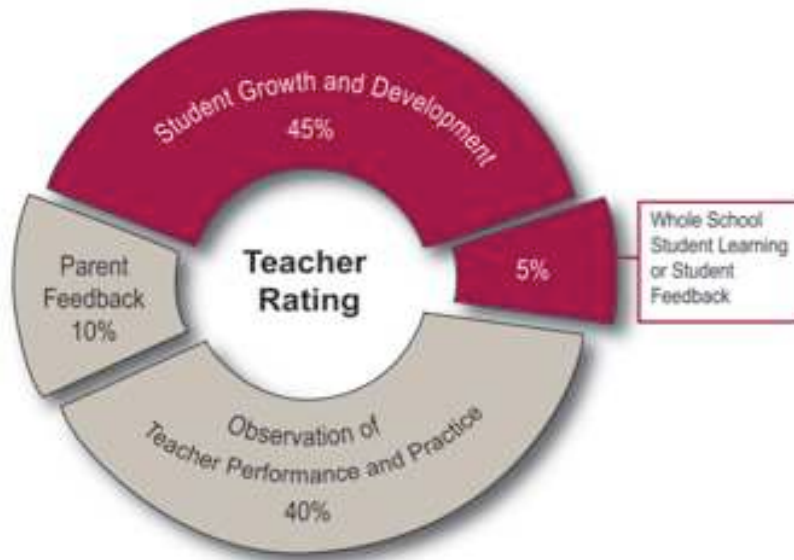 Student Growth and Development
45%
Parent
Feedback
10%
Teacher
Rating
5%
Whole School
Student Learning
or Student
Feedback
Observation of
Teacher Performance and Practice
40%